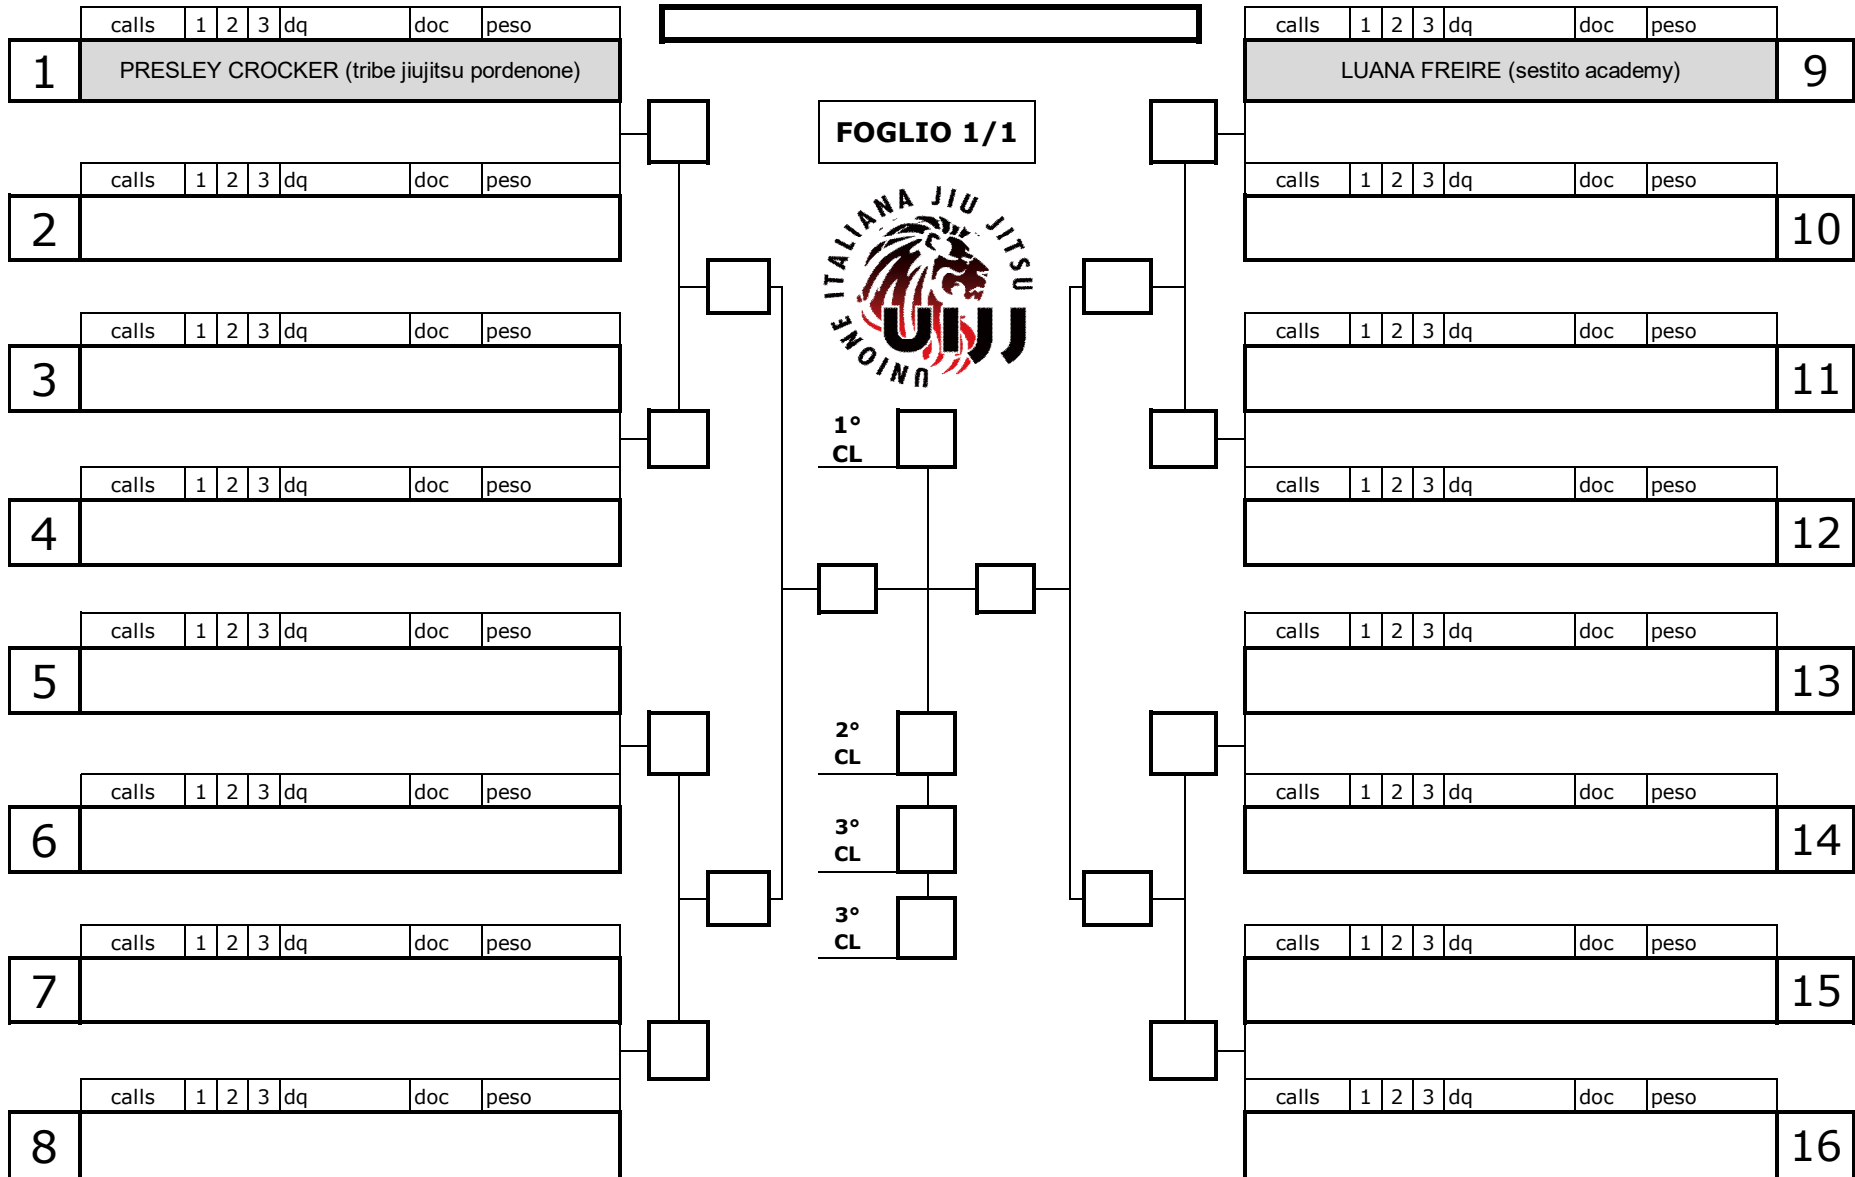 calls 1 2 3 dq doc peso
1 PRESLEY CROCKER (tribe jiujitsu pordenone)
calls 1 2 3 dq doc peso
2
calls 1 2 3 dq doc peso
3
calls 1 2 3 dq doc peso
4
calls 1 2 3 dq doc peso
5
calls 1 2 3 dq doc peso
6
calls 1 2 3 dq doc peso
7
calls 1 2 3 dq doc peso
8
FOGLIO 1/1
UNIONE ITALIANA JIU JITSU
UIJJ
1°
CL
2°
CL
3°
CL
3°
CL
calls 1 2 3 dq doc peso
LUANA FREIRE (sestito academy) 9
calls 1 2 3 dq doc peso
10
calls 1 2 3 dq doc peso
11
calls 1 2 3 dq doc peso
12
calls 1 2 3 dq doc peso
13
calls 1 2 3 dq doc peso
14
calls 1 2 3 dq doc peso
15
calls 1 2 3 dq doc peso
16